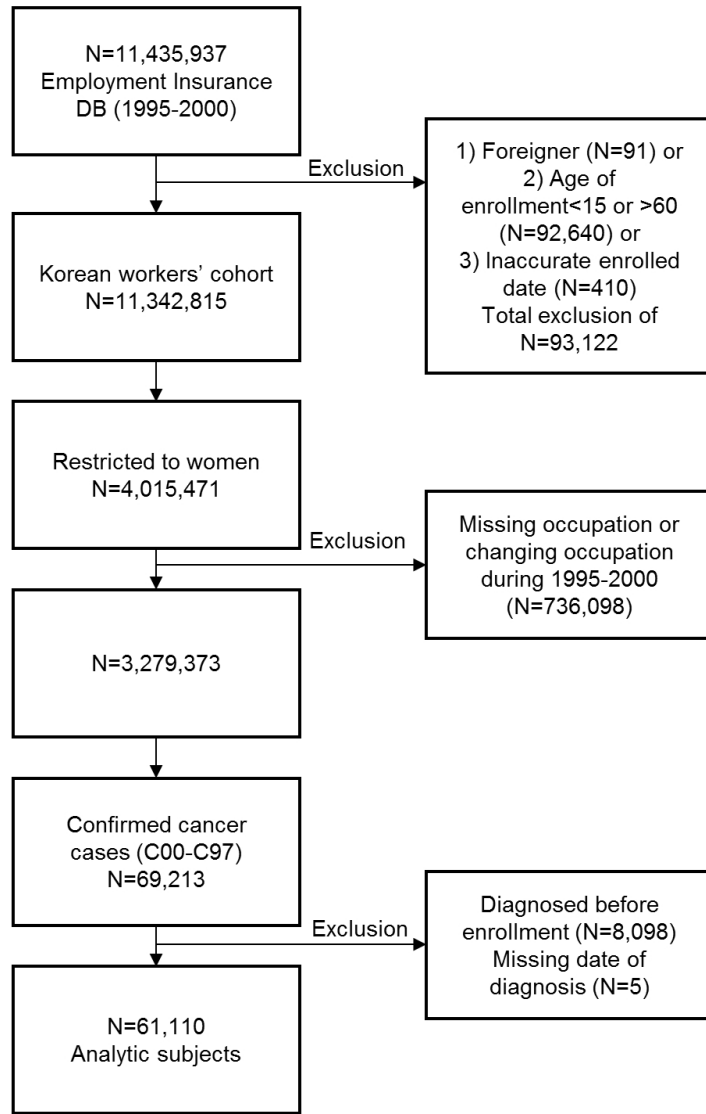 N=11,435,937
Employment Insurance
DB (1995-2000)
Exclusion
1) Foreigner (N=91) or
2) Age of
enrollment<15 or >60
(N=92,640) or
3) Inaccurate enrolled
date (N=410)
Total exclusion of
N=93,122
Korean workers’ cohort
N=11,342,815
Restricted to women
N=4,015,471
Exclusion
Missing occupation or
changing occupation
during 1995-2000
(N=736,098)
N=3,279,373
Confirmed cancer
cases (C00-C97)
N=69,213
Exclusion
Diagnosed before
enrollment (N=8,098)
Missing date of
diagnosis (N=5)
N=61,110
Analytic subjects